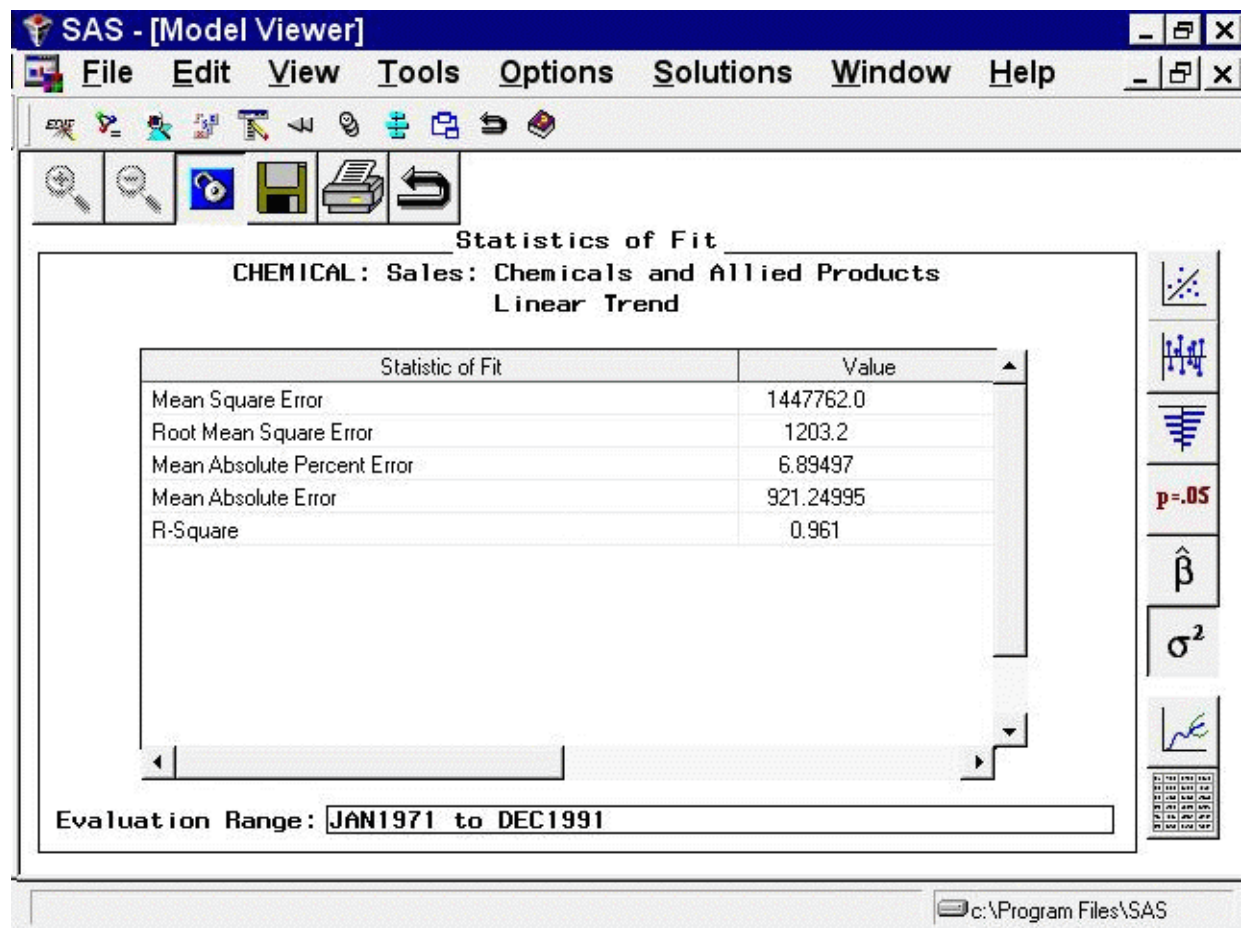 SAS - [Model Viewer]
File Edit View Tools Options Solutions Window Help
Statistics of Fit
CHEMICAL: Sales: Chemicals and Allied Products
Linear Trend
Statistic of Fit Value
Mean Square Error 1447762.0
Root Mean Square Error 1203.2
Mean Absolute Percent Error 6.89497
Mean Absolute Error 921.24995
R-Square 0.961
p=.05
β̂
σ²
Evaluation Range: JAN1971 to DEC1991
c:\Program Files\SAS